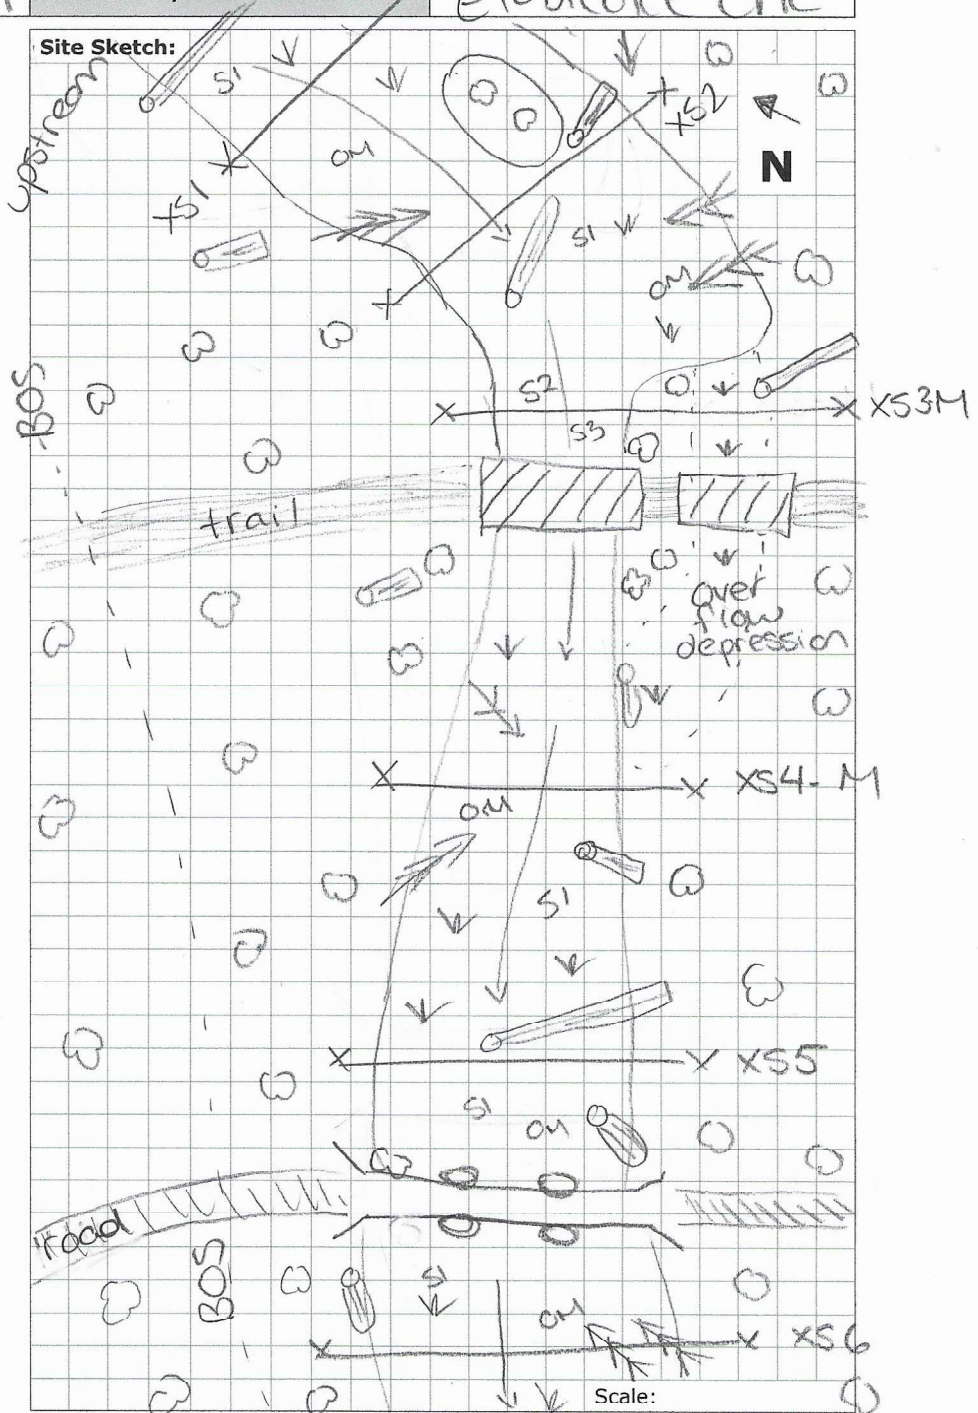 Site Sketch:
upstream
S1
OM
XS1
XS2
N
S1
OM
BOS
S2
S3
XS3M
trail
over
flow
depression
XS4-M
OM
S1
XS5
S1
OM
road
BOS
S1
OM
XS6
Scale: